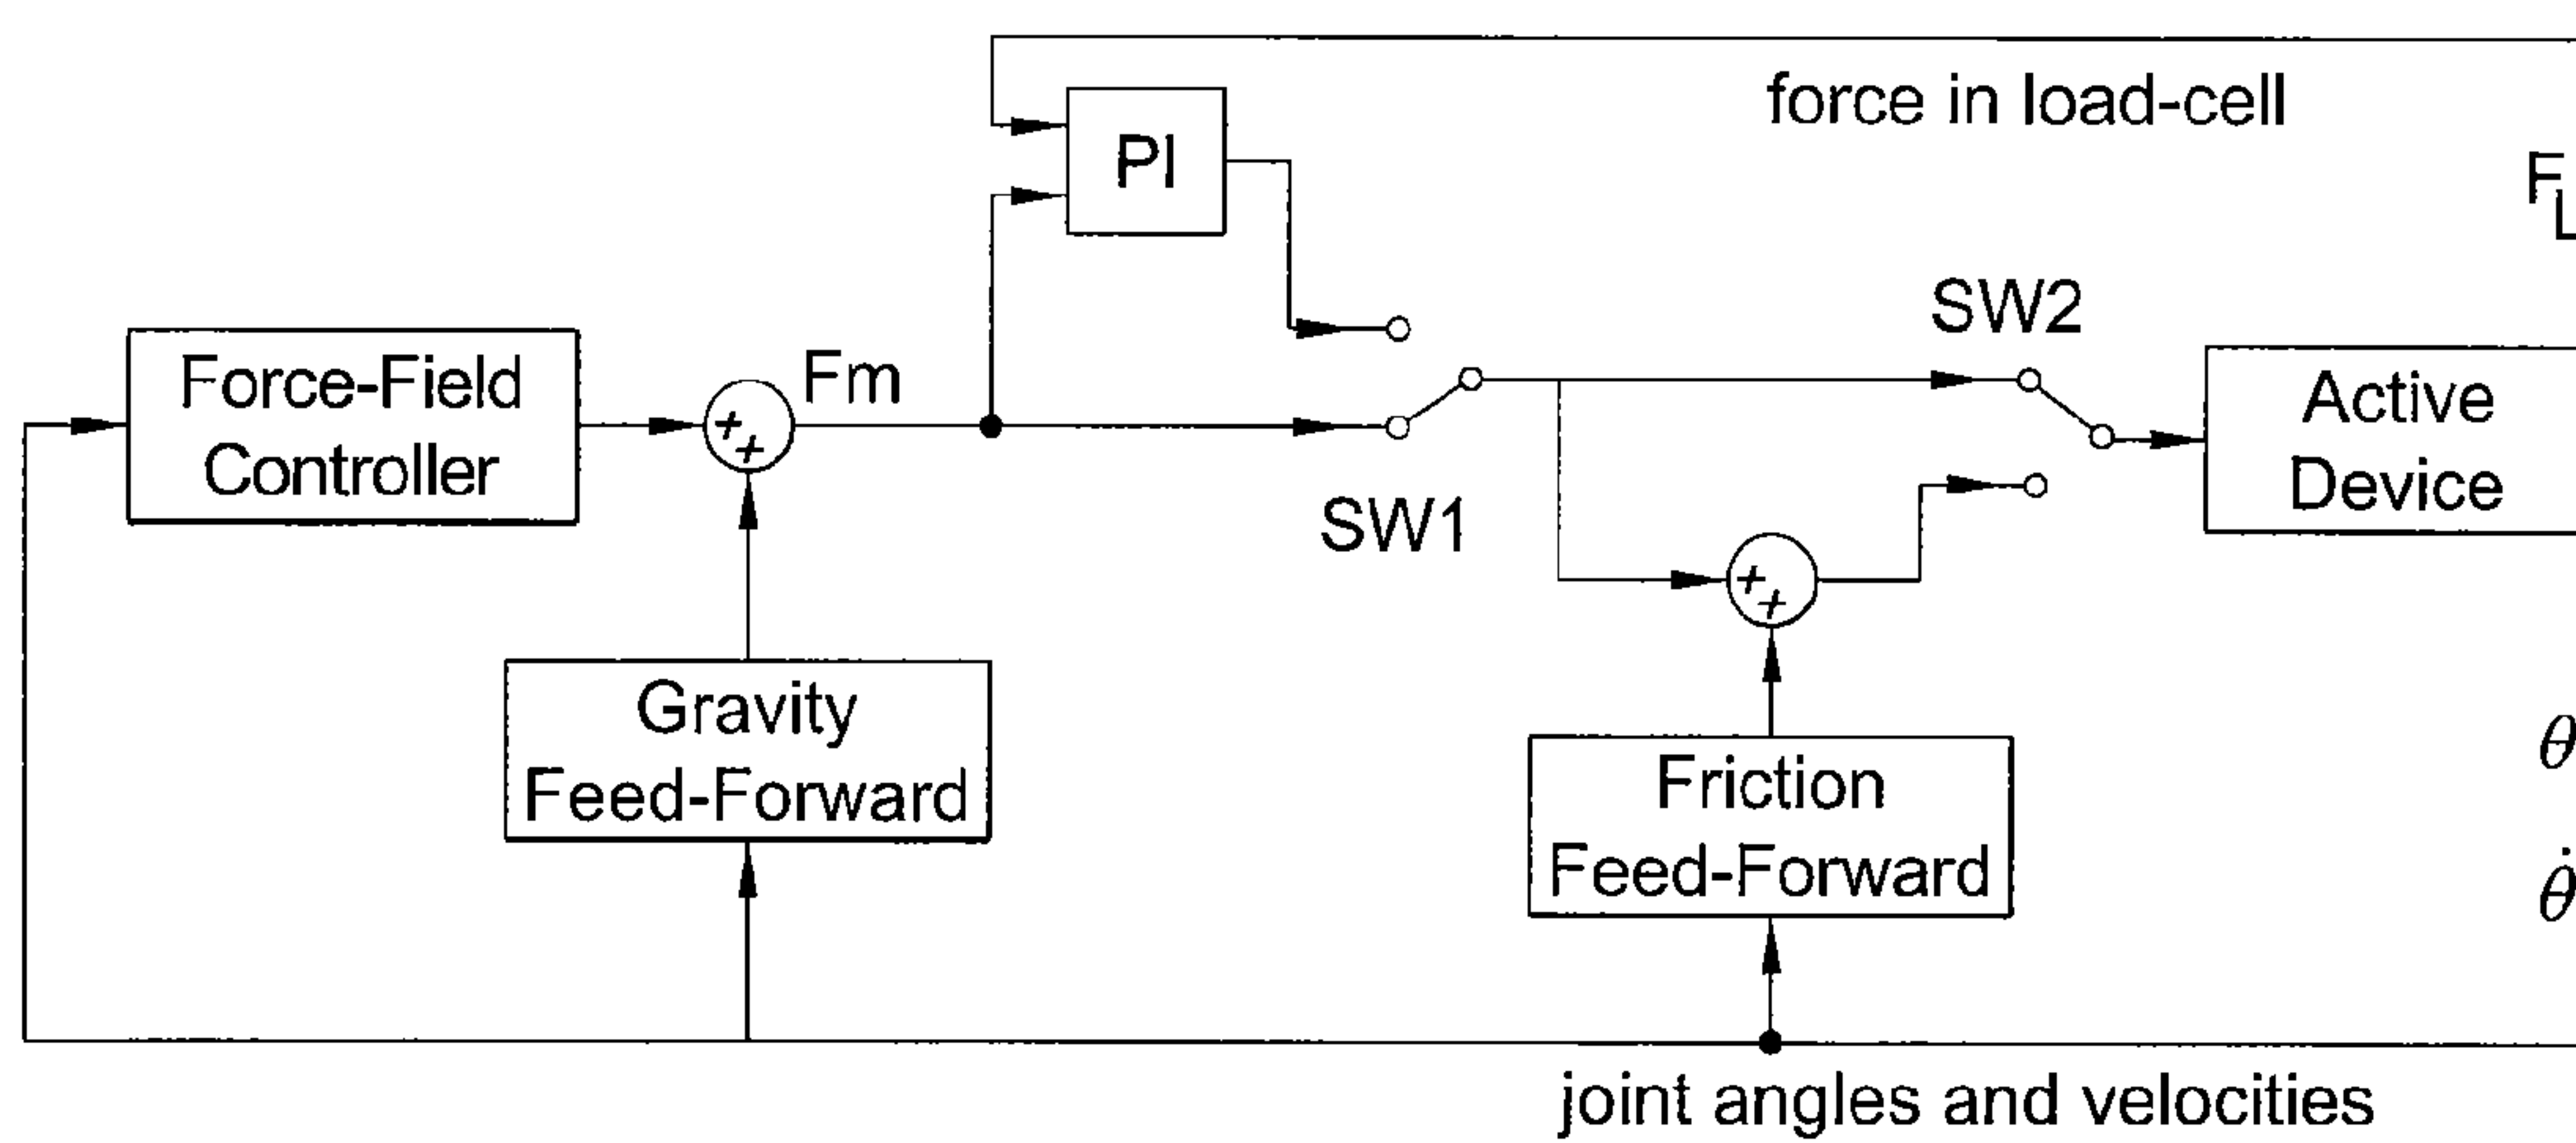 force in load-cell
PI
F
L
SW2
Force-Field
Controller
+
+
Fm
Active
Device
SW1
+
+
Gravity
Feed-Forward
Friction
Feed-Forward
θ
θ̇
joint angles and velocities